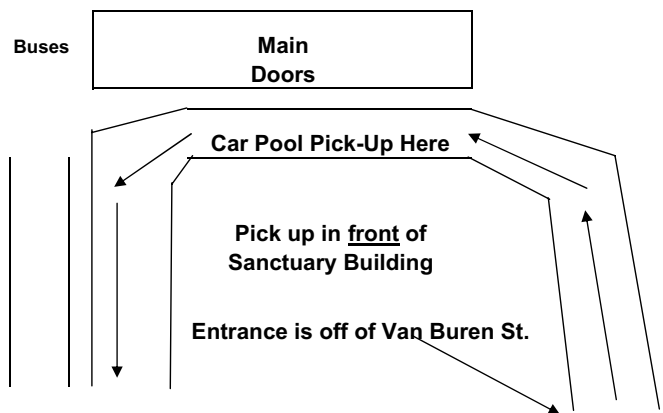 Buses
Main
Doors
Car Pool Pick-Up Here
Pick up in front of
Sanctuary Building
Entrance is off of Van Buren St.